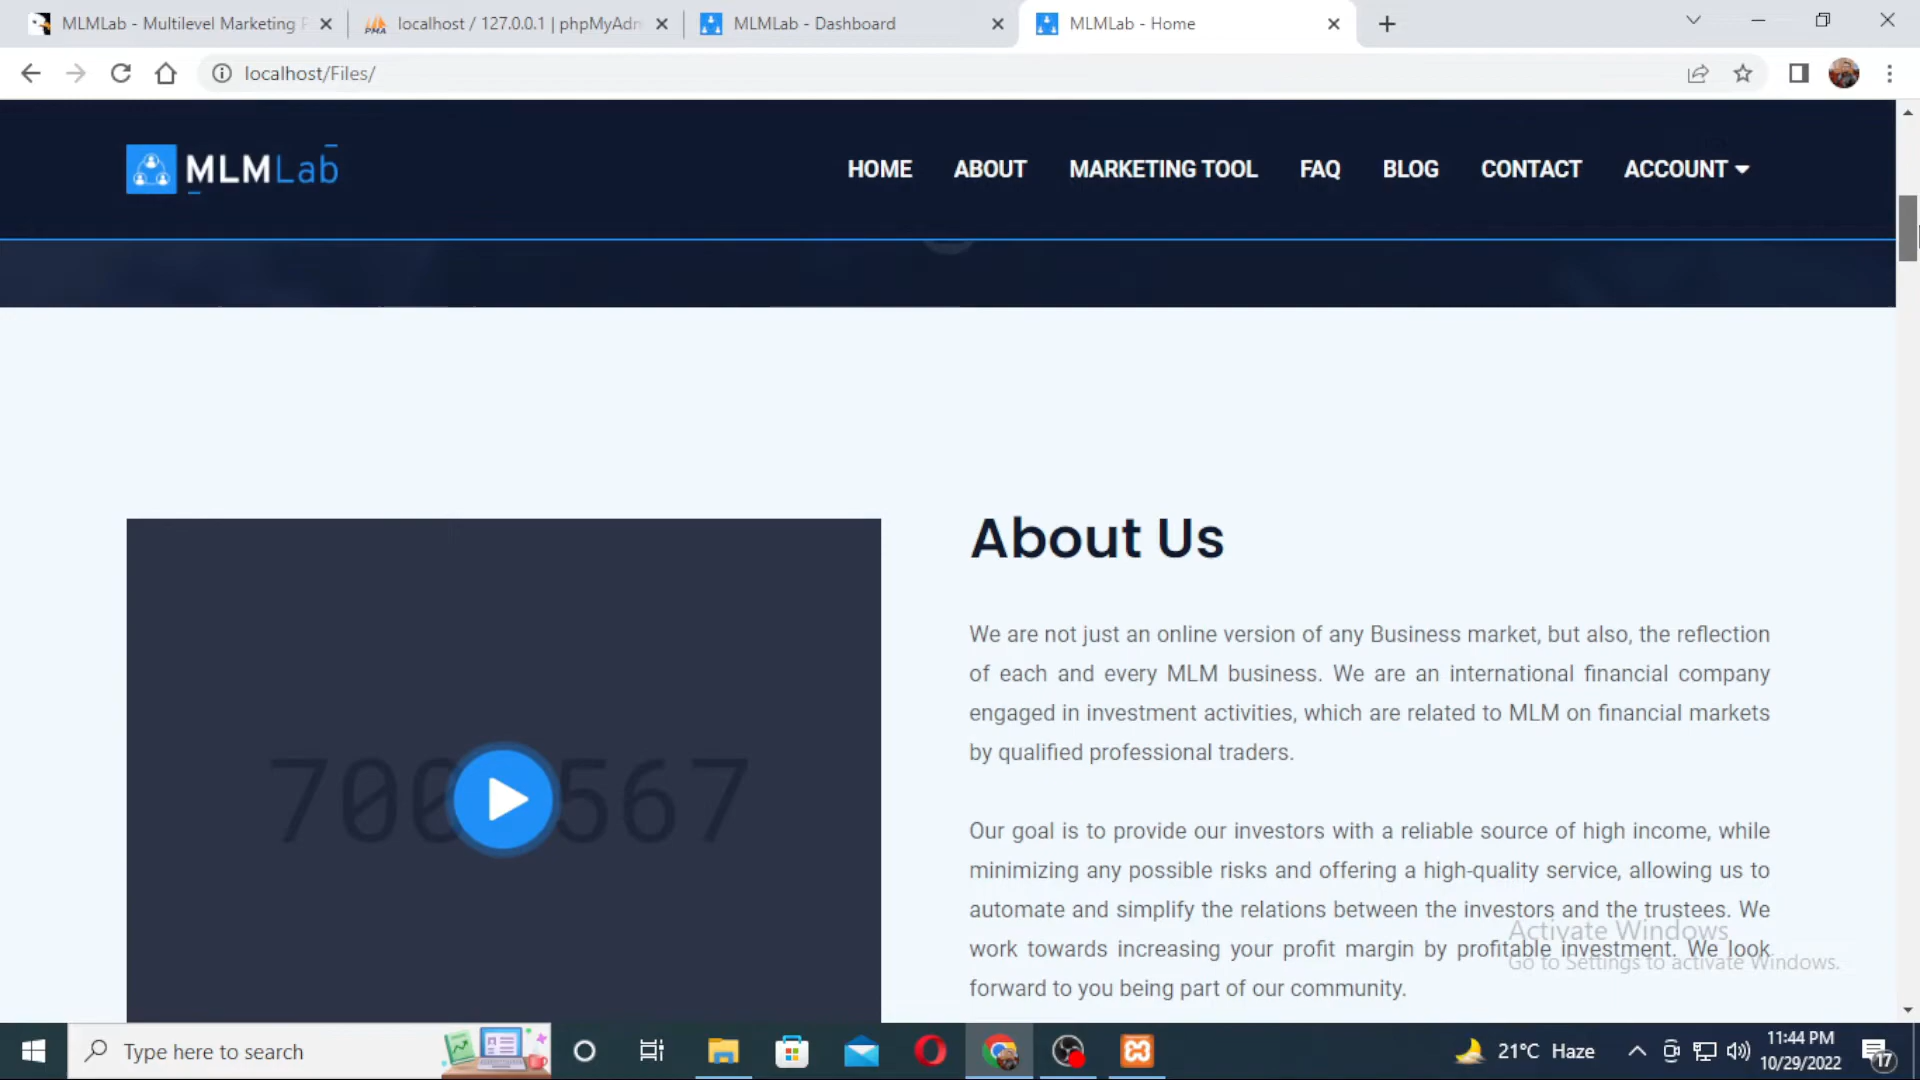 MLMLab - Multilevel Marketing P
localhost / 127.0.0.1 | phpMyAdm
MLMLab - Dashboard
MLMLab - Home
localhost/Files/
MLMLab
HOME
ABOUT
MARKETING TOOL
FAQ
BLOG
CONTACT
ACCOUNT
About Us
We are not just an online version of any Business market, but also, the reflection
of each and every MLM business. We are an international financial company
engaged in investment activities, which are related to MLM on financial markets
by qualified professional traders.
Our goal is to provide our investors with a reliable source of high income, while
minimizing any possible risks and offering a high-quality service, allowing us to
automate and simplify the relations between the investors and the trustees. We
work towards increasing your profit margin by profitable investment. We look
forward to you being part of our community.
Activate Windows
Go to Settings to activate Windows.
Type here to search
21°C Haze
11:44 PM
10/29/2022
17